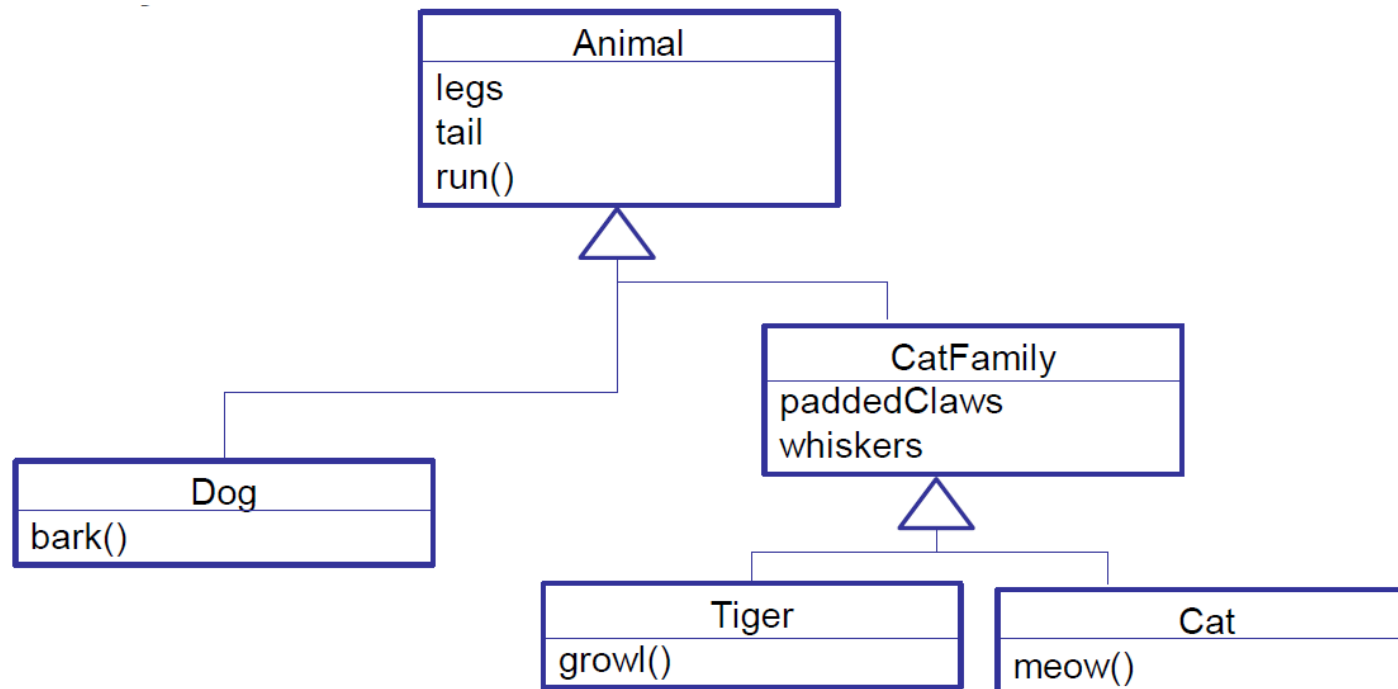 Animal
legs
tail
run()
CatFamily
paddedClaws
whiskers
Dog
bark()
Tiger
growl()
Cat
meow()